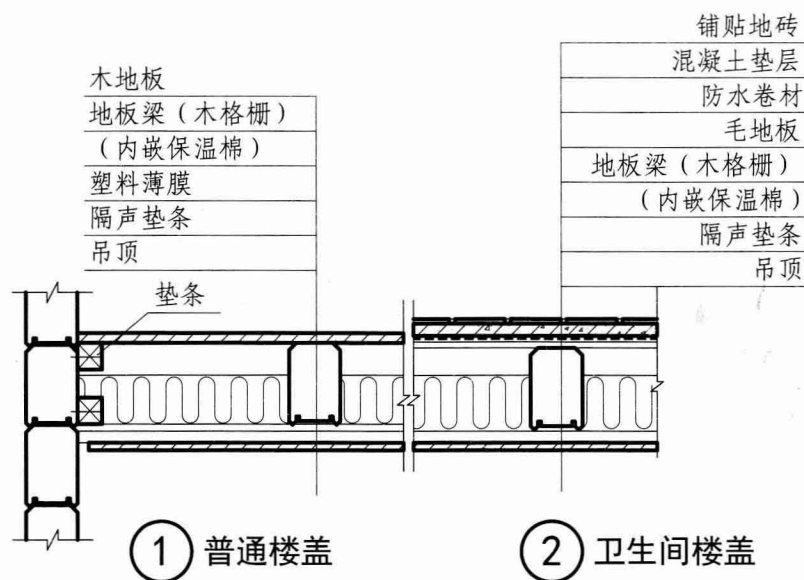 木地板
地板梁（木格栅）
（内嵌保温棉）
塑料薄膜
隔声垫条
吊顶
垫条
铺贴地砖
混凝土垫层
防水卷材
毛地板
地板梁（木格栅）
（内嵌保温棉）
隔声垫条
吊顶
1 普通楼盖
2 卫生间楼盖